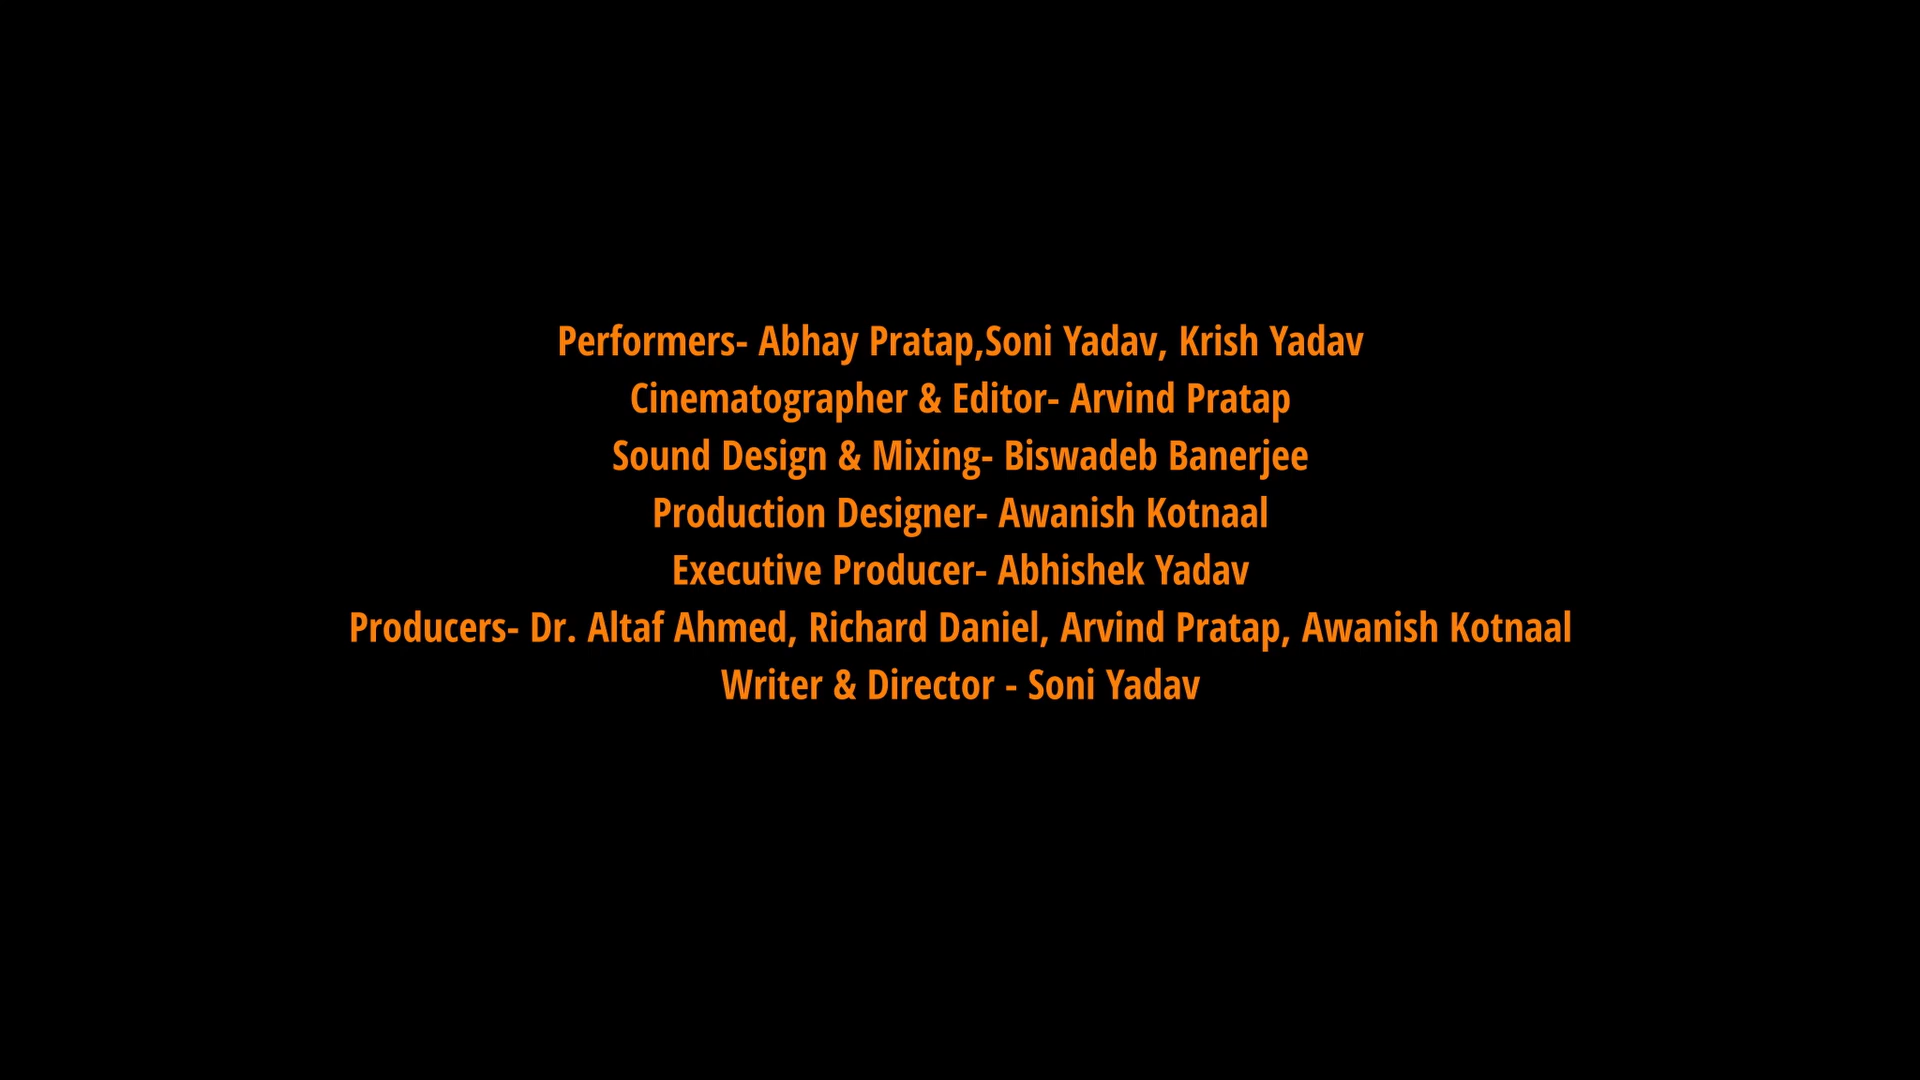 Performers- Abhay Pratap,Soni Yadav, Krish Yadav
Cinematographer & Editor- Arvind Pratap
Sound Design & Mixing- Biswadeb Banerjee
Production Designer- Awanish Kotnaal
Executive Producer- Abhishek Yadav
Producers- Dr. Altaf Ahmed, Richard Daniel, Arvind Pratap, Awanish Kotnaal
Writer & Director - Soni Yadav